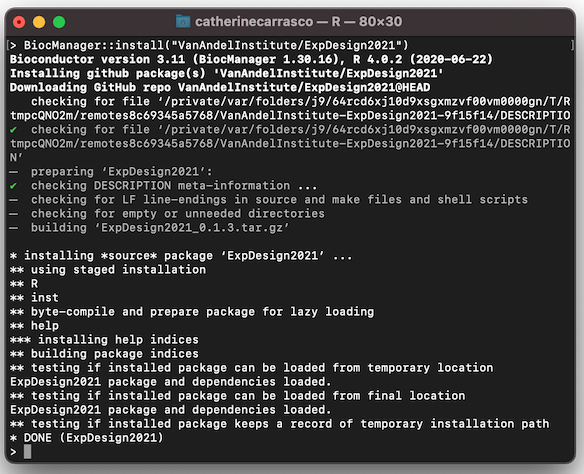 catherinecarrasco — R — 80×30
[> BiocManager::install("VanAndelInstitute/ExpDesign2021") ]
Bioconductor version 3.11 (BiocManager 1.30.16), R 4.0.2 (2020-06-22)
Installing github package(s) 'VanAndelInstitute/ExpDesign2021'
Downloading GitHub repo VanAndelInstitute/ExpDesign2021@HEAD
   checking for file ‘/private/var/folders/j9/64rcd6xj10d9xsgxmzvf00vm0000gn/T/R
tmpcQNO2m/remotes8c69345a5768/VanAndelInstitute-ExpDesign2021-9f15f14/DESCRIPTIO
✔  checking for file ‘/private/var/folders/j9/64rcd6xj10d9xsgxmzvf00vm0000gn/T/R
tmpcQNO2m/remotes8c69345a5768/VanAndelInstitute-ExpDesign2021-9f15f14/DESCRIPTIO
N’
─  preparing ‘ExpDesign2021’:
✔  checking DESCRIPTION meta-information ...
─  checking for LF line-endings in source and make files and shell scripts
─  checking for empty or unneeded directories
─  building ‘ExpDesign2021_0.1.3.tar.gz’
* installing *source* package ‘ExpDesign2021’ ...
** using staged installation
** R
** inst
** byte-compile and prepare package for lazy loading
** help
*** installing help indices
** building package indices
** testing if installed package can be loaded from temporary location
ExpDesign2021 package and dependencies loaded.
** testing if installed package can be loaded from final location
ExpDesign2021 package and dependencies loaded.
** testing if installed package keeps a record of temporary installation path
* DONE (ExpDesign2021)
>